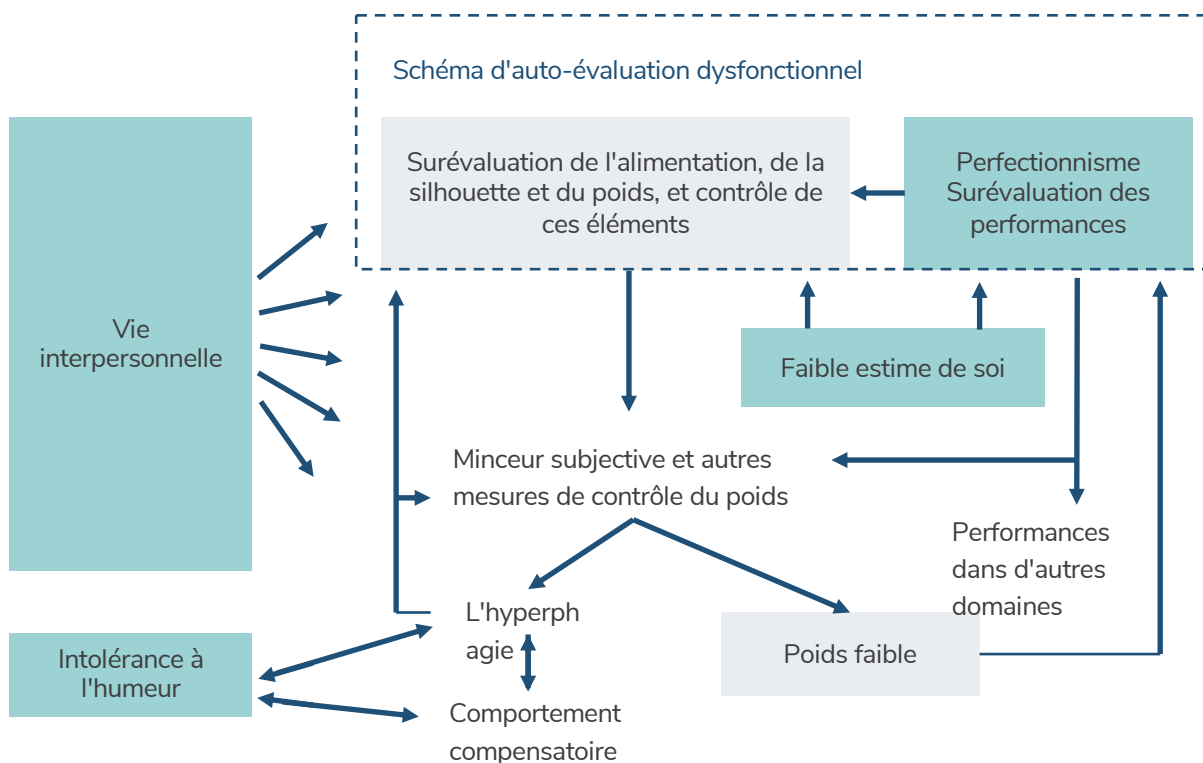 Schéma d'auto-évaluation dysfonctionnel
Surévaluation de l'alimentation, de la
silhouette et du poids, et contrôle de
ces éléments
Perfectionnisme
Surévaluation des
performances
Vie
interpersonnelle
Faible estime de soi
Minceur subjective et autres
mesures de contrôle du poids
Performances
dans d'autres
domaines
L'hyperph
agie
Poids faible
Intolérance à
l'humeur
Comportement
compensatoire